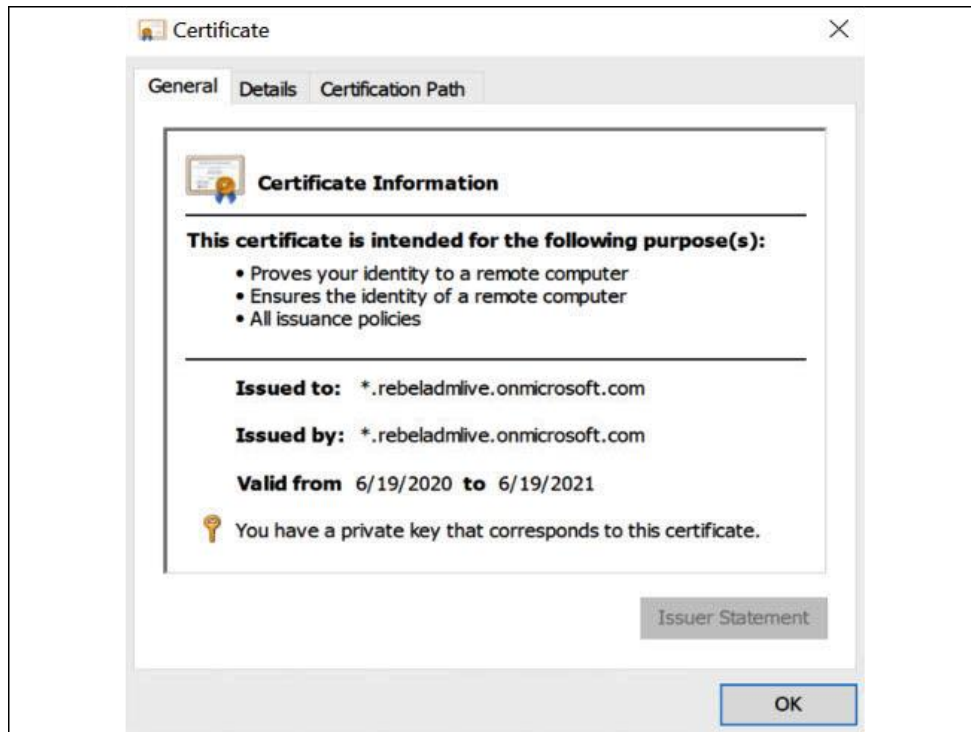 Certificate
General Details Certification Path
Certificate Information
This certificate is intended for the following purpose(s):
• Proves your identity to a remote computer
• Ensures the identity of a remote computer
• All issuance policies
Issued to: *.rebeladmlive.onmicrosoft.com
Issued by: *.rebeladmlive.onmicrosoft.com
Valid from 6/19/2020 to 6/19/2021
You have a private key that corresponds to this certificate.
Issuer Statement
OK